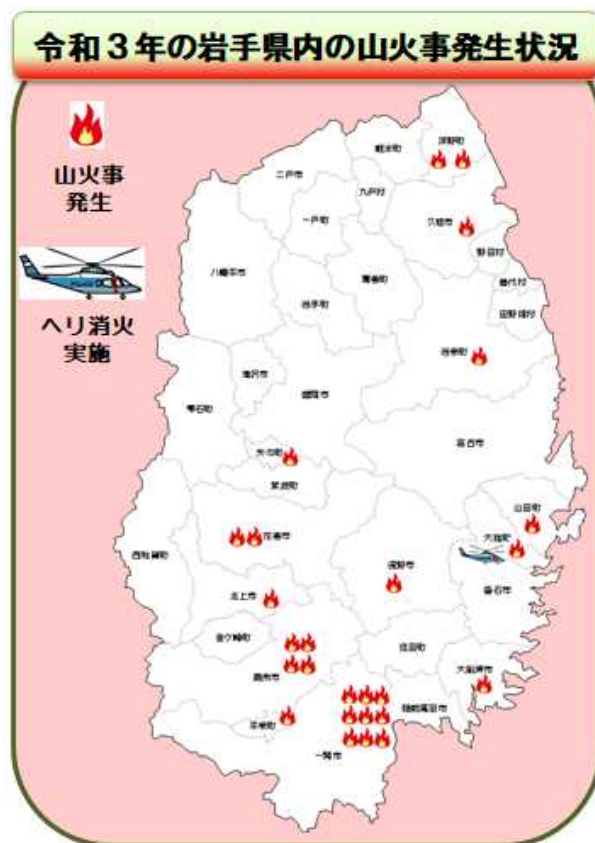 令和３年の岩手県内の山火事発生状況
山火事
発生
ヘリ消火
実施
洋野町
軽米町
二戸市
九戸村
一戸町
久慈市
野田村
八幡平市
葛巻町
普代村
岩手町
田野畑村
岩泉町
滝沢市
盛岡市
雫石町
宮古市
矢巾町
紫波町
山田町
大槌町
花巻市
西和賀町
遠野市
釜石市
北上市
金ケ崎町
住田町
奥州市
大船渡市
陸前高田市
平泉町
一関市